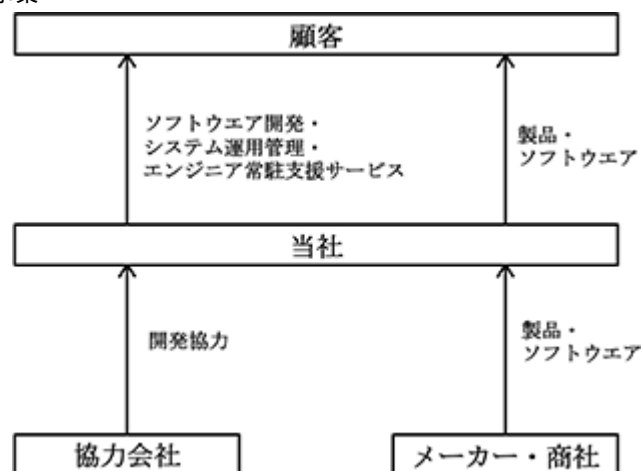 顧客
ソフトウエア開発・
システム運用管理・
エンジニア常駐支援サービス
製品・
ソフトウエア
当社
開発協力
製品・
ソフトウエア
協力会社
メーカー・商社